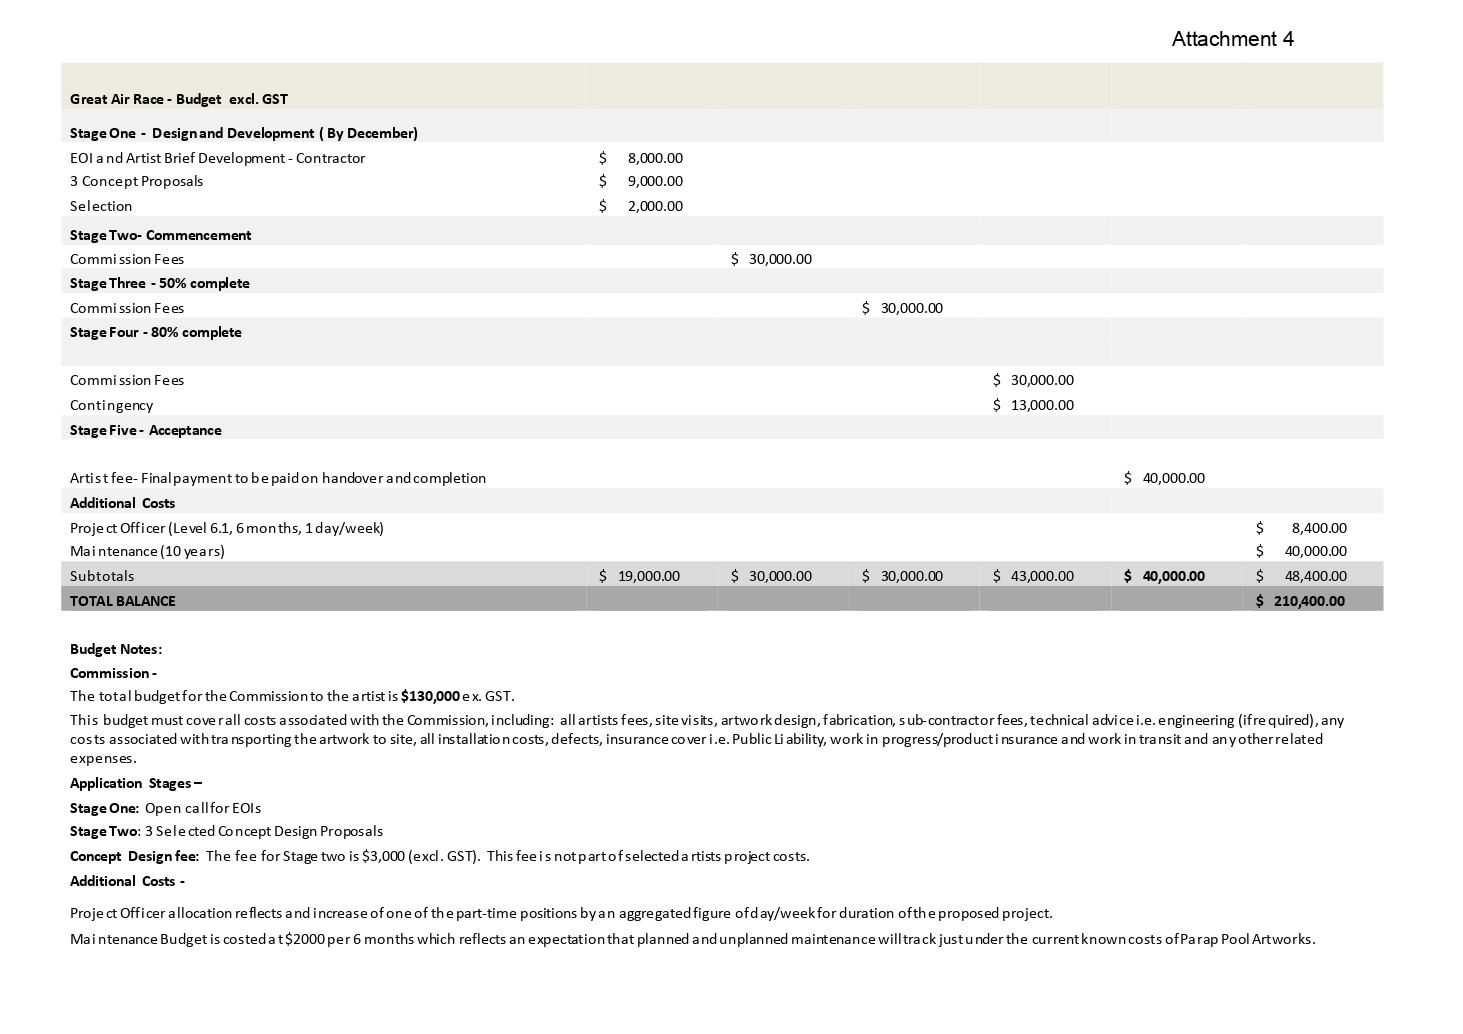 Attachment 4
Great Air Race - Budget excl. GST
Stage One - Design and Development ( By December)
EOI and Artist Brief Development - Contractor $ 8,000.00
3 Concept Proposals $ 9,000.00
Selection $ 2,000.00
Stage Two- Commencement
Commission Fees $ 30,000.00
Stage Three - 50% complete
Commission Fees $ 30,000.00
Stage Four - 80% complete
Commission Fees $ 30,000.00
Contingency $ 13,000.00
Stage Five - Acceptance
Artist fee- Final payment to be paid on handover and completion $ 40,000.00
Additional Costs
Project Officer (Level 6.1, 6 months, 1 day/week) $ 8,400.00
Maintenance (10 years) $ 40,000.00
Subtotals $ 19,000.00 $ 30,000.00 $ 30,000.00 $ 43,000.00 $ 40,000.00 $ 48,400.00
TOTAL BALANCE $ 210,400.00
Budget Notes:
Commission -
The total budget for the Commission to the artist is $130,000 ex. GST.
This budget must cover all costs associated with the Commission, including: all artists fees, site visits, artwork design, fabrication, sub-contractor fees, technical advice i.e. engineering (if required), any
costs associated with transporting the artwork to site, all installation costs, defects, insurance cover i.e. Public Liability, work in progress/product insurance and work in transit and any other related
expenses.
Application Stages –
Stage One: Open call for EOIs
Stage Two: 3 Selected Concept Design Proposals
Concept Design fee: The fee for Stage two is $3,000 (excl. GST). This fee is not part of selected artists project costs.
Additional Costs -
Project Officer allocation reflects and increase of one of the part-time positions by an aggregated figure of day/week for duration of the proposed project.
Maintenance Budget is costed at $2000 per 6 months which reflects an expectation that planned and unplanned maintenance will track just under the current known costs of Parap Pool Artworks.